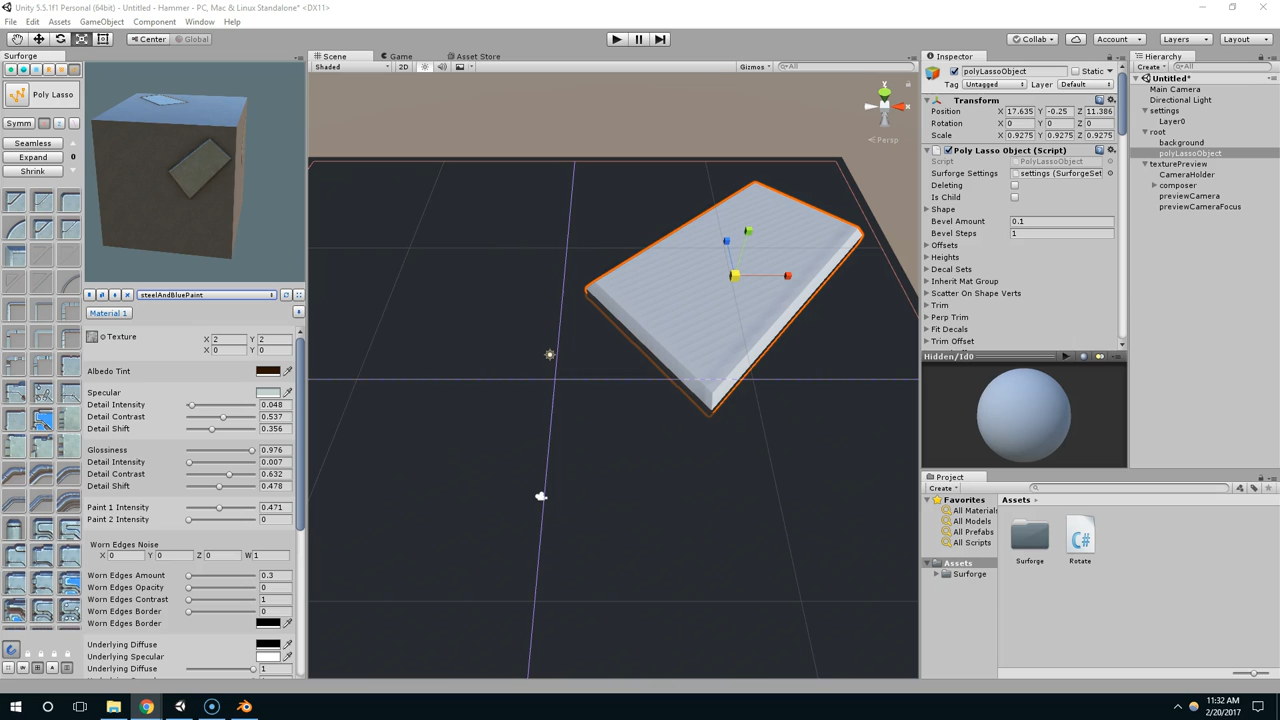 Unity 5.5.1f1 Personal (64bit) - Untitled - Hammer - PC, Mac & Linux Standalone* <DX11>
File Edit Assets GameObject Component Window Help
Center Global
Collab Account Layers Layout
Surforge
Poly Lasso
Symm
Seamless
Expand 0
Shrink
steelAndBluePaint
Material 1
Texture X 2 Y 2
X 0 Y 0
Albedo Tint
Specular
Detail Intensity 0.048
Detail Contrast 0.537
Detail Shift 0.356
Glossiness 0.976
Detail Intensity 0.007
Detail Contrast 0.632
Detail Shift 0.478
Paint 1 Intensity 0.471
Paint 2 Intensity 0
Worn Edges Noise
X 0 Y 0 Z 0 W 1
Worn Edges Amount 0.3
Worn Edges Opacity 0
Worn Edges Contrast 1
Worn Edges Border 0
Worn Edges Border
Underlying Diffuse
Underlying Specular
Underlying Diffuse 1
Scene Game Asset Store
Shaded 2D Gizmos All
y
Persp
Inspector
polyLassoObject Static
Tag Untagged Layer Default
Transform
Position X 17.635 Y -0.25 Z 11.386
Rotation X 0 Y 0 Z 0
Scale X 0.9275 Y 0.9275 Z 0.9275
Poly Lasso Object (Script)
Script PolyLassoObject
Surforge Settings settings (SurforgeSet
Deleting
Is Child
Shape
Bevel Amount 0.1
Bevel Steps 1
Offsets
Heights
Decal Sets
Inherit Mat Group
Scatter On Shape Verts
Trim
Perp Trim
Fit Decals
Trim Offset
Hidden/Id0
Hierarchy
Create All
Untitled*
Main Camera
Directional Light
settings
Layer0
root
background
polyLassoObject
texturePreview
CameraHolder
composer
previewCamera
previewCameraFocus
Project
Create
Favorites
All Materials
All Models
All Prefabs
All Scripts
Assets
Surforge
Assets
C#
Surforge Rotate
11:32 AM
2/20/2017